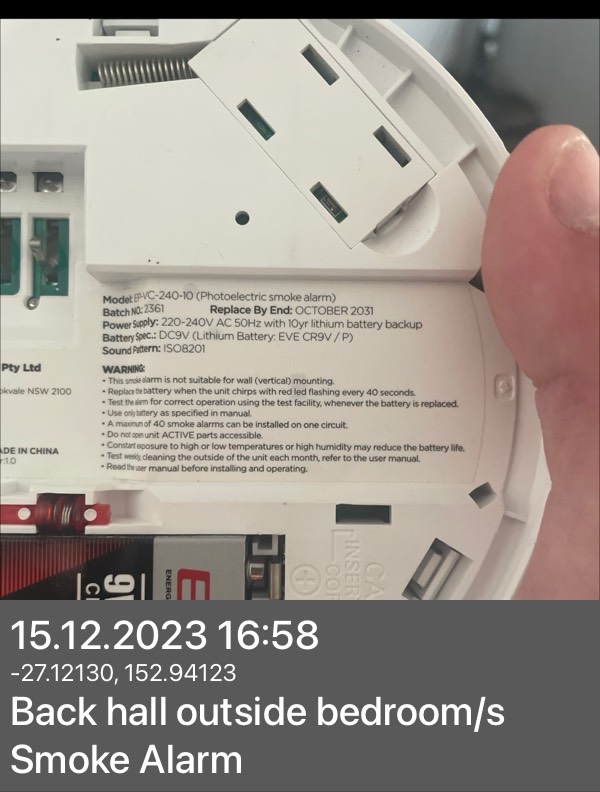 Model: EP-VC-240-10 (Photoelectric smoke alarm)
Batch NO.: 2361 Replace By End: OCTOBER 2031
Power Supply: 220-240V AC 50Hz with 10yr lithium battery backup
Battery Spec.: DC9V (Lithium Battery: EVE CR9V / P)
Sound Pattern: ISO8201
Pty Ltd
okvale NSW 2100
ADE IN CHINA
r:1.0
WARNING:
• This smoke alarm is not suitable for wall (vertical) mounting.
• Replace the battery when the unit chirps with red led flashing every 40 seconds.
• Test the alarm for correct operation using the test facility, whenever the battery is replaced.
• Use only battery as specified in manual.
• A maximum of 40 smoke alarms can be installed on one circuit.
• Do not open unit ACTIVE parts accessible.
• Constant exposure to high or low temperatures or high humidity may reduce the battery life.
• Test weekly, cleaning the outside of the unit each month, refer to the user manual.
• Read the user manual before installing and operating.
9V
ENERG
E
INSER
15.12.2023 16:58
-27.12130, 152.94123
Back hall outside bedroom/s
Smoke Alarm